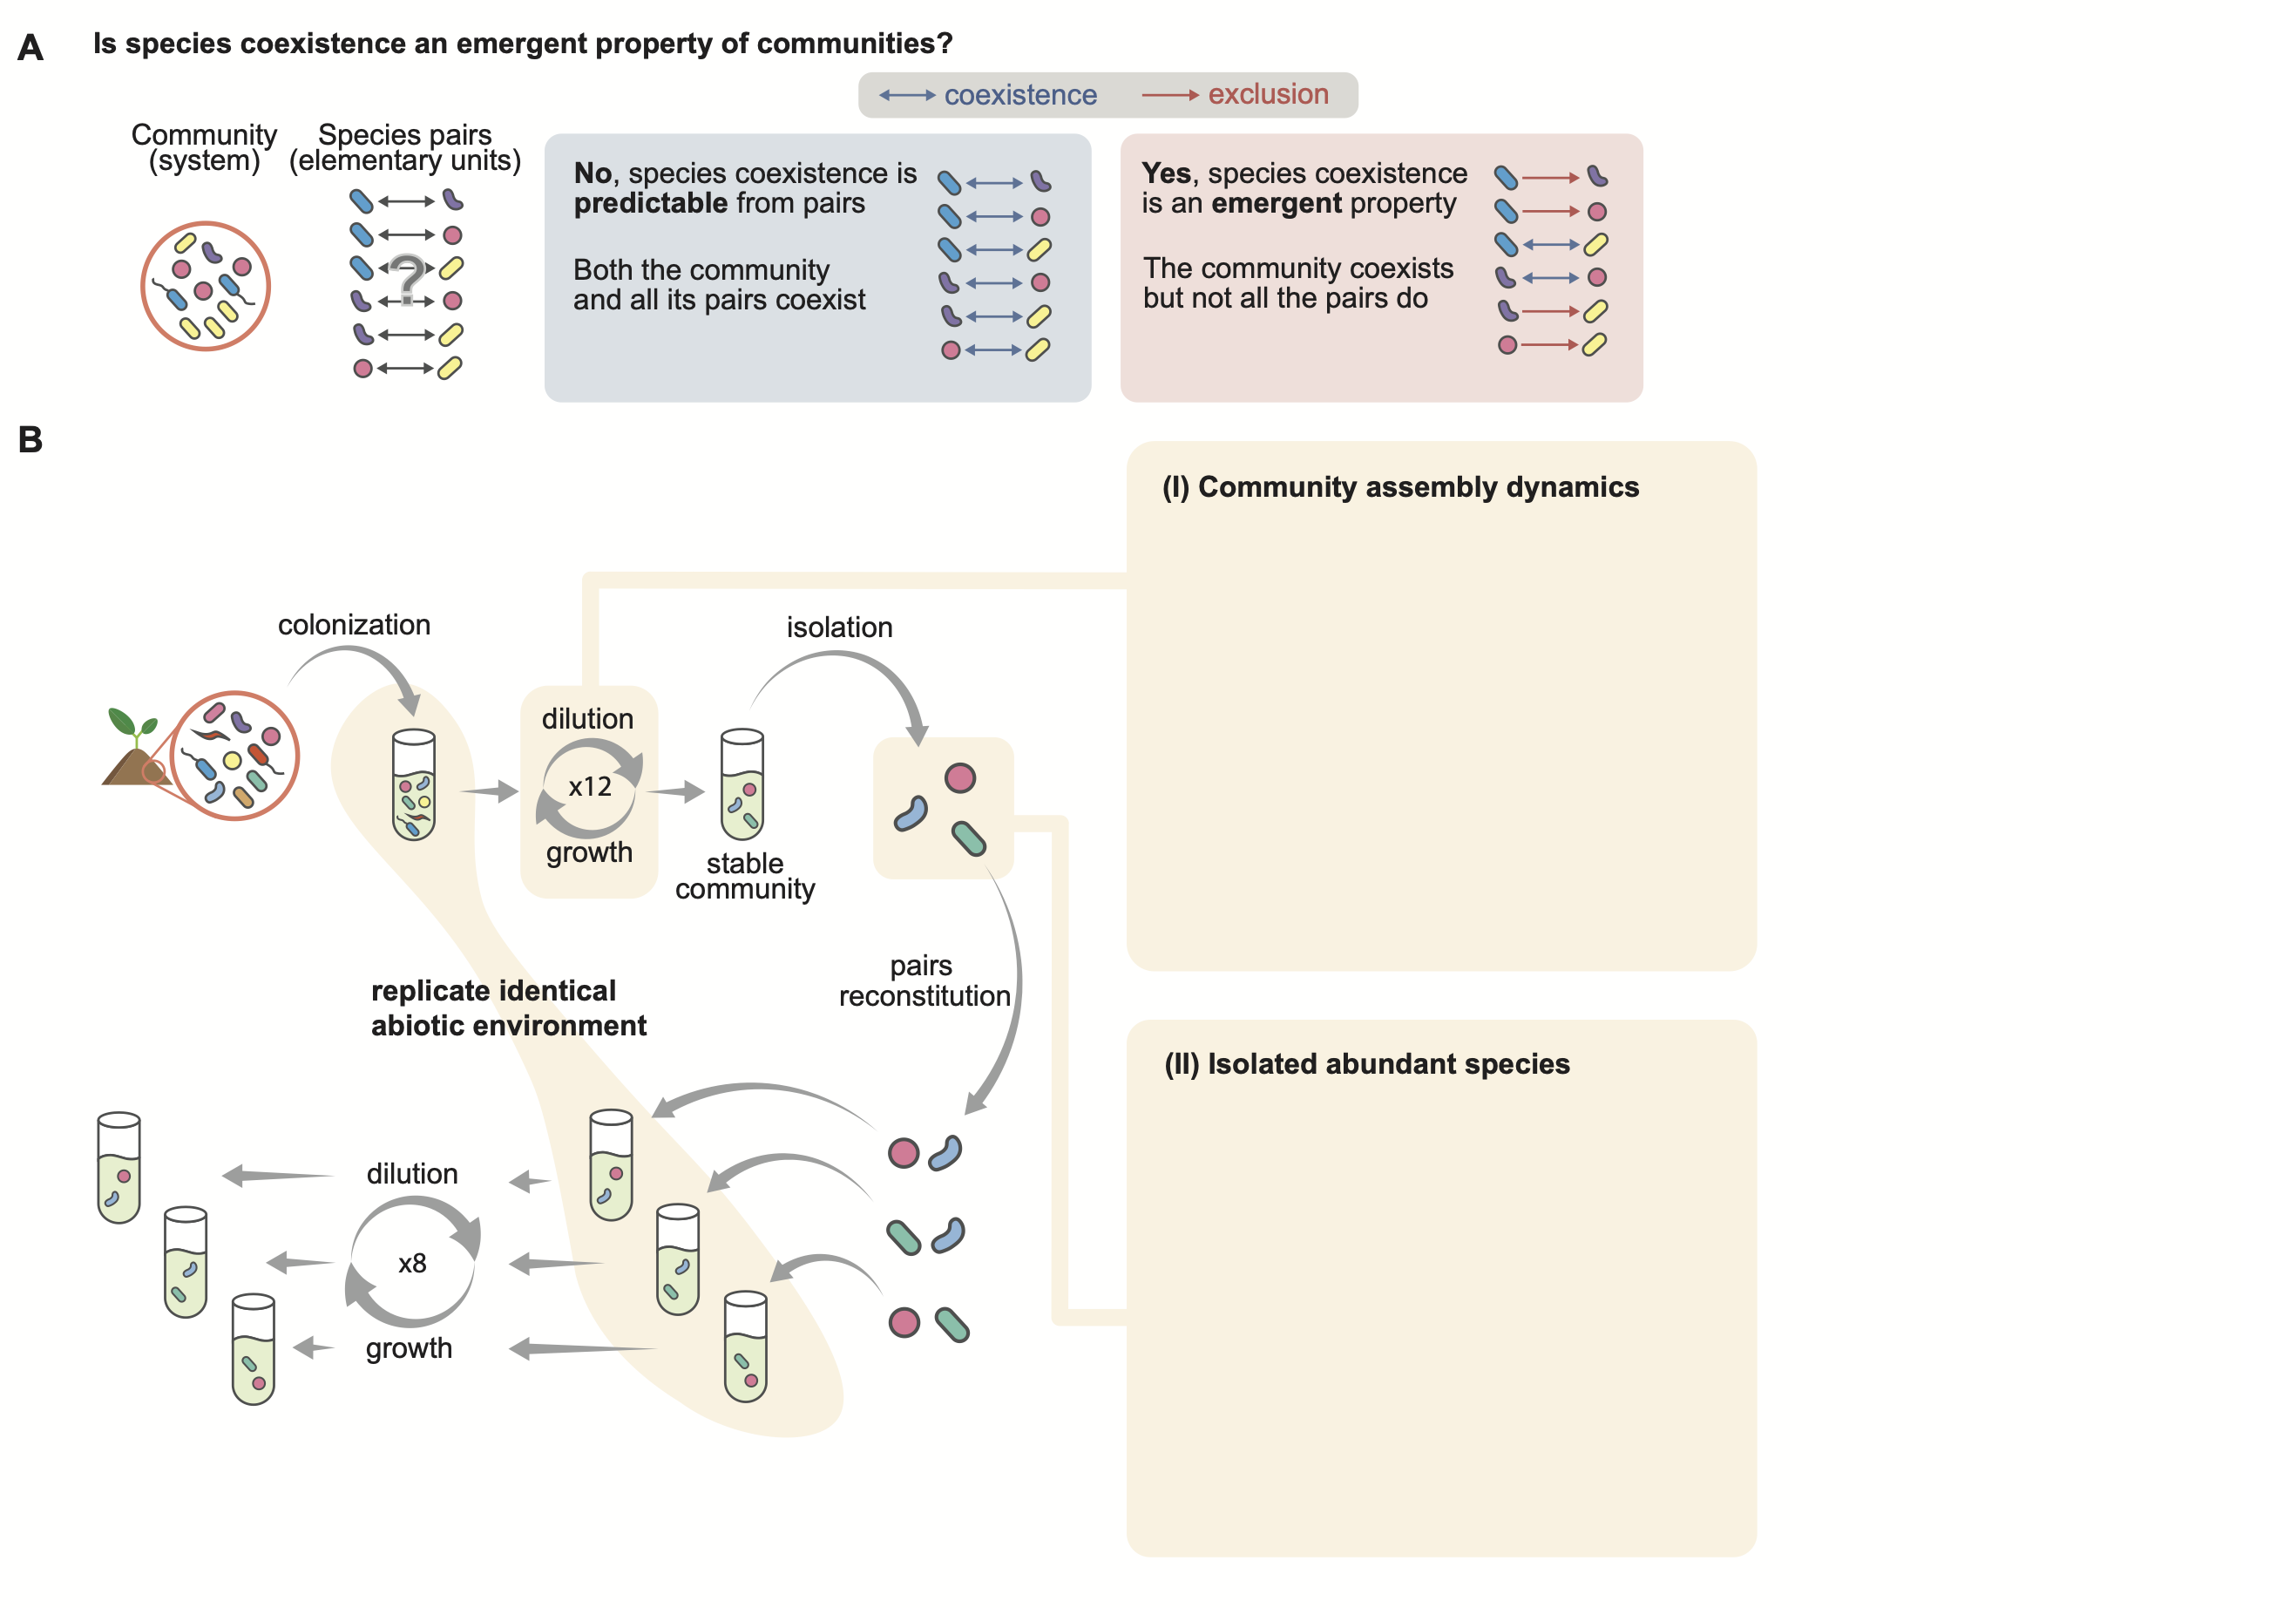 A
Is species coexistence an emergent property of communities?
coexistence
exclusion
Community
(system)
Species pairs
(elementary units)
?
No, species coexistence is
predictable from pairs
Both the community
and all its pairs coexist
Yes, species coexistence
is an emergent property
The community coexists
but not all the pairs do
B
(I) Community assembly dynamics
colonization
isolation
dilution
x12
growth
stable
community
pairs
reconstitution
replicate identical
abiotic environment
(II) Isolated abundant species
dilution
x8
growth